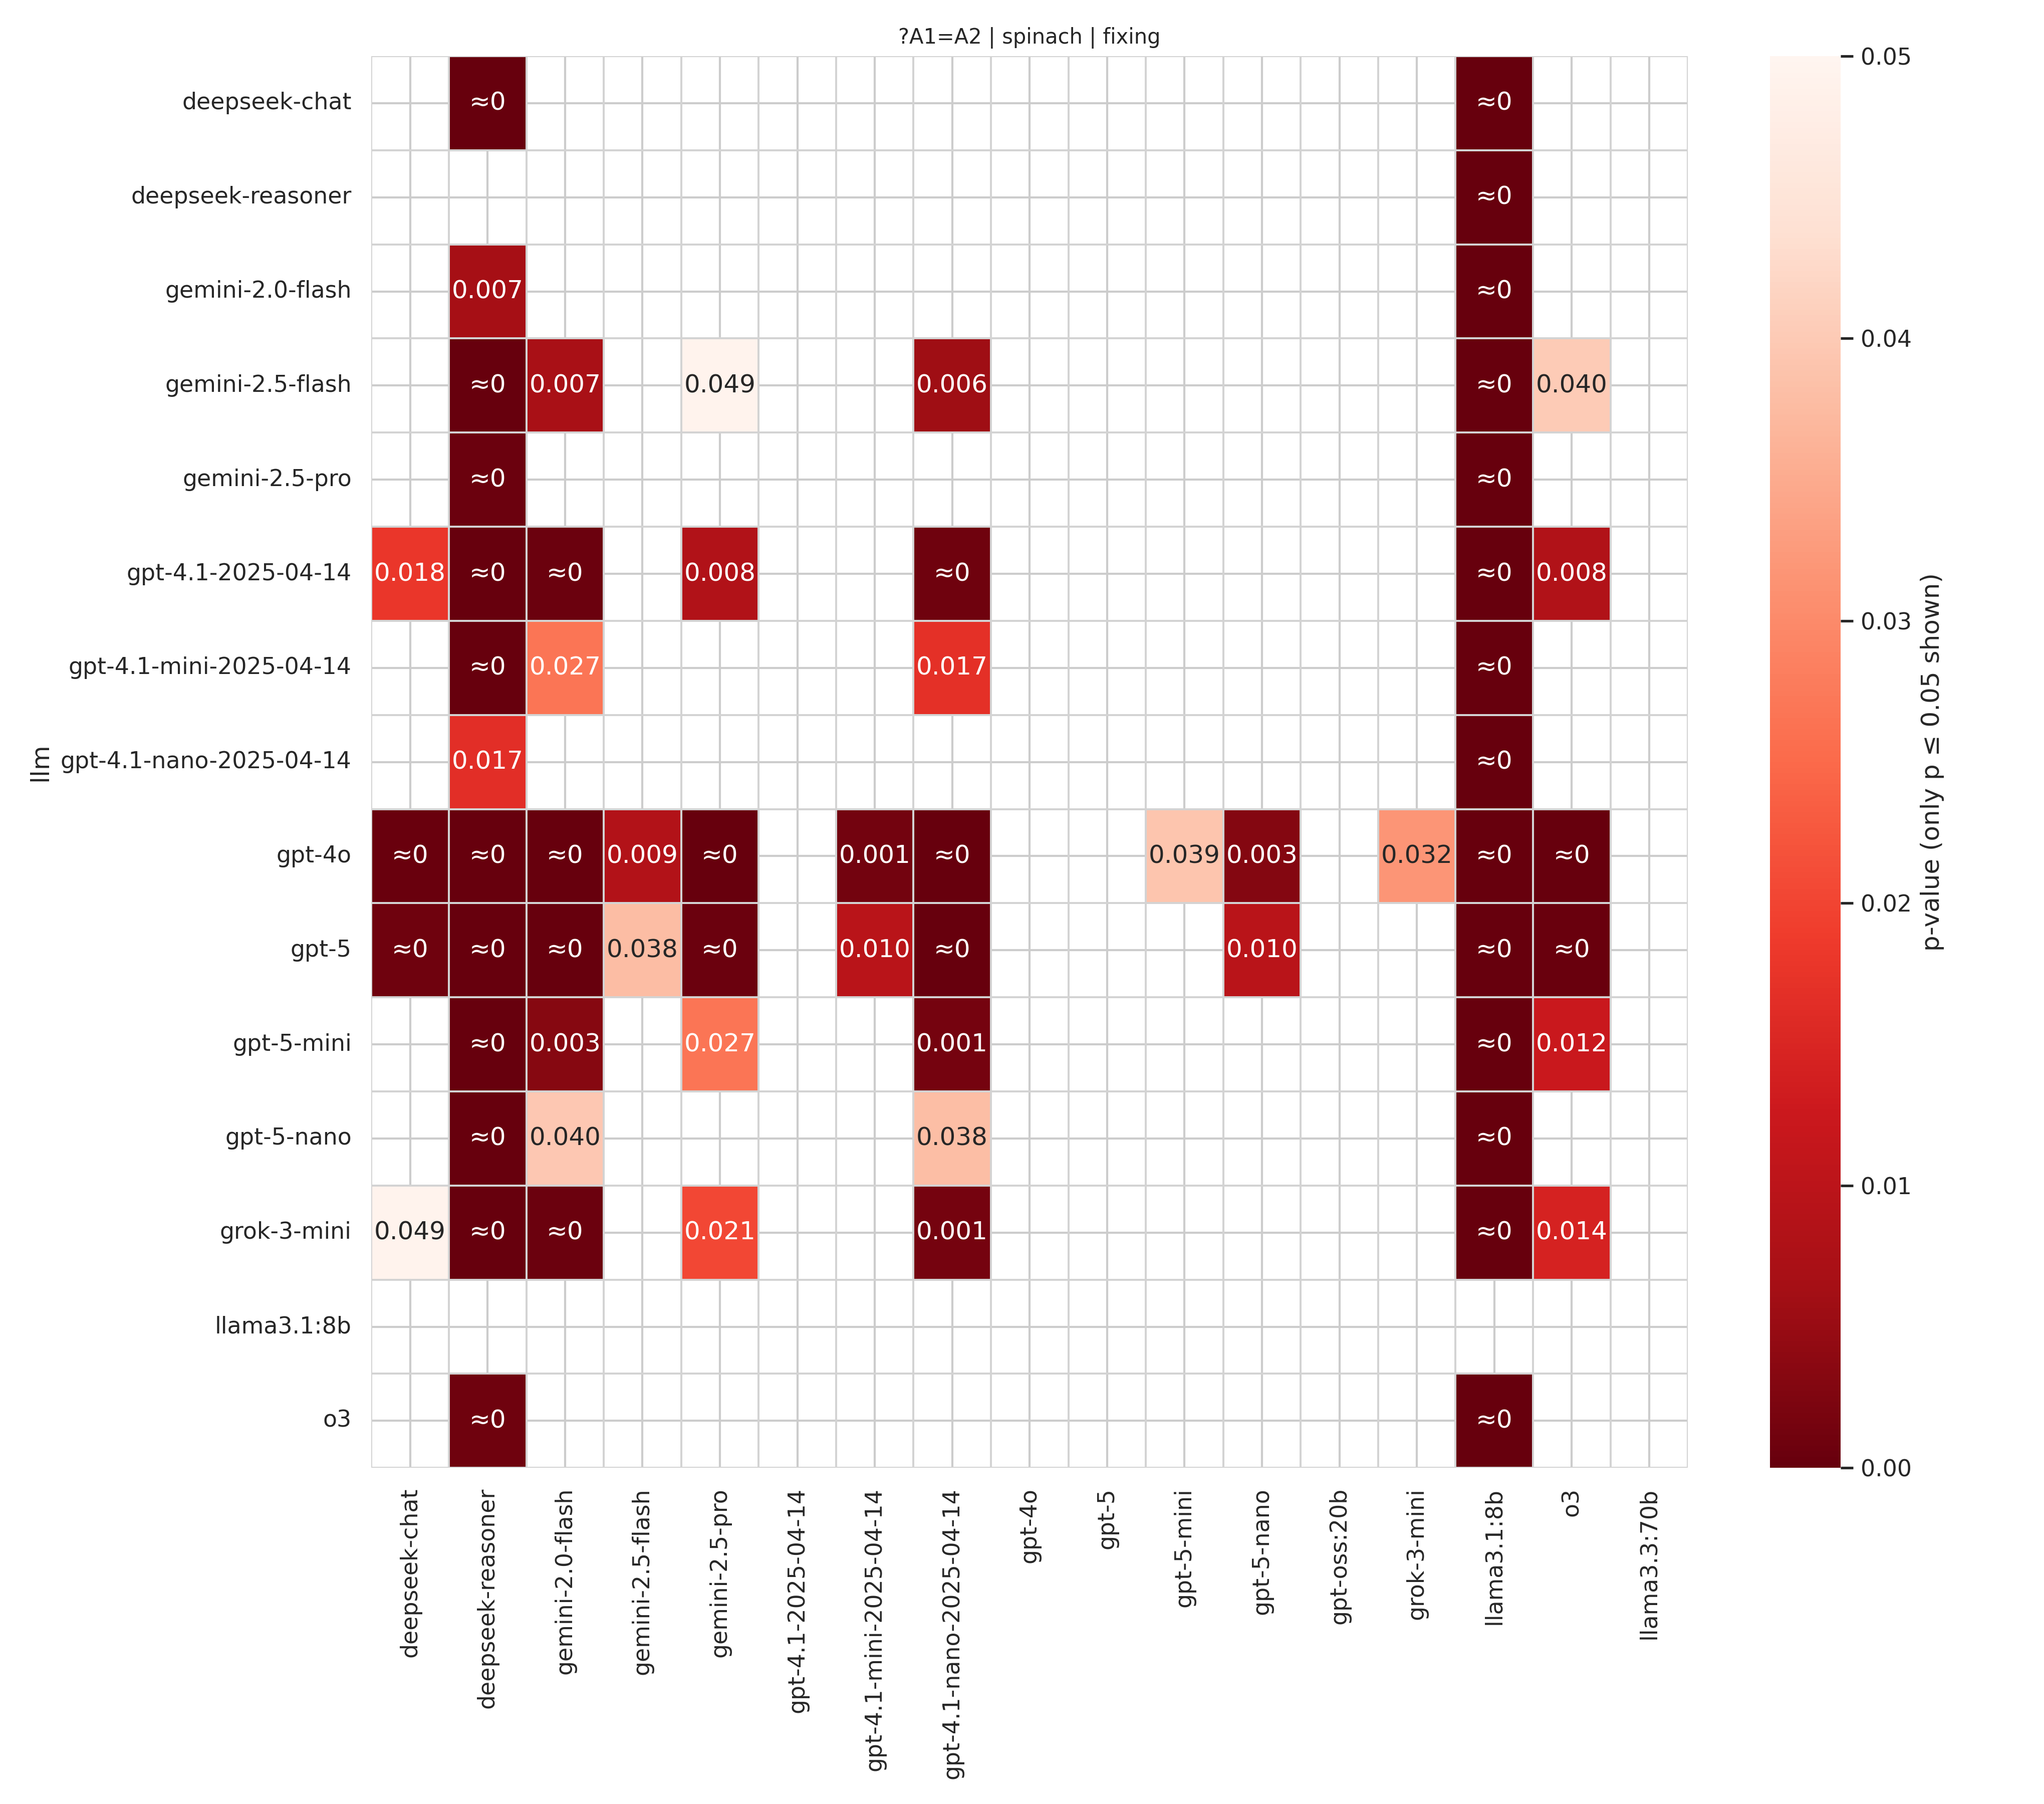 ?A1=A2 | spinach | fixing
deepseek-chat ≈0 ≈0
deepseek-reasoner ≈0
gemini-2.0-flash 0.007 ≈0
gemini-2.5-flash ≈0 0.007 0.049 0.006 ≈0 0.040
gemini-2.5-pro ≈0 ≈0
gpt-4.1-2025-04-14 0.018 ≈0 ≈0 0.008 ≈0 ≈0 0.008
gpt-4.1-mini-2025-04-14 ≈0 0.027 0.017 ≈0
gpt-4.1-nano-2025-04-14 0.017 ≈0
gpt-4o ≈0 ≈0 ≈0 0.009 ≈0 0.001 ≈0 0.039 0.003 0.032 ≈0 ≈0
gpt-5 ≈0 ≈0 ≈0 0.038 ≈0 0.010 ≈0 0.010 ≈0 ≈0
gpt-5-mini ≈0 0.003 0.027 0.001 ≈0 0.012
gpt-5-nano ≈0 0.040 0.038 ≈0
grok-3-mini 0.049 ≈0 ≈0 0.021 0.001 ≈0 0.014
llama3.1:8b
o3 ≈0 ≈0
llm
deepseek-chat
deepseek-reasoner
gemini-2.0-flash
gemini-2.5-flash
gemini-2.5-pro
gpt-4.1-2025-04-14
gpt-4.1-mini-2025-04-14
gpt-4.1-nano-2025-04-14
gpt-4o
gpt-5
gpt-5-mini
gpt-5-nano
gpt-oss:20b
grok-3-mini
llama3.1:8b
o3
llama3.3:70b
0.05
0.04
0.03
0.02
0.01
0.00
p-value (only p ≤ 0.05 shown)